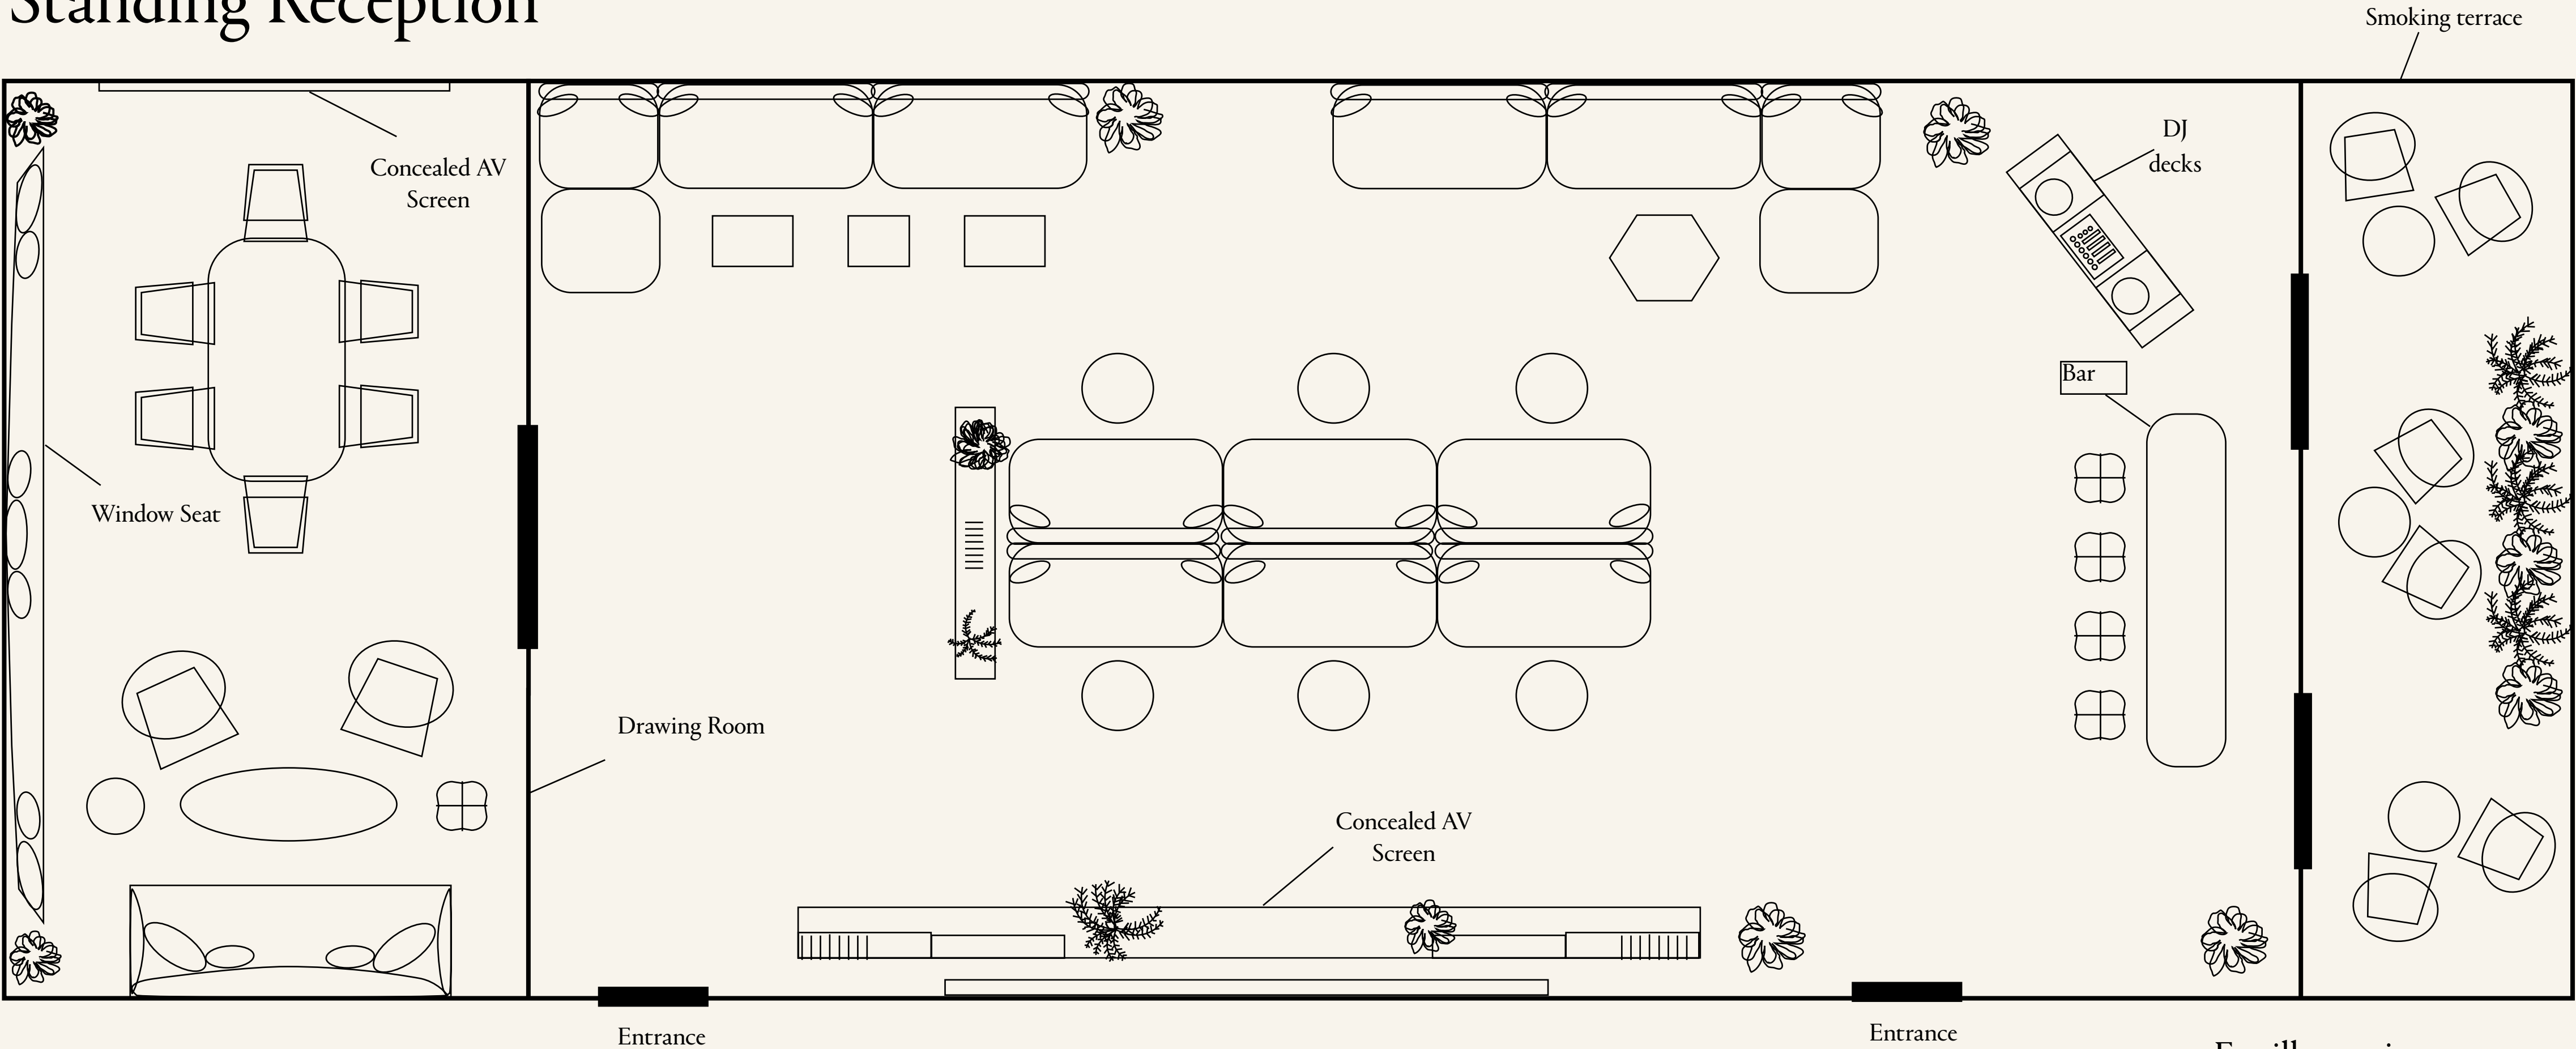 Standing Reception
Smoking terrace
DJ
decks
Concealed AV
Screen
Bar
Window Seat
Drawing Room
Concealed AV
Screen
Entrance
Entrance